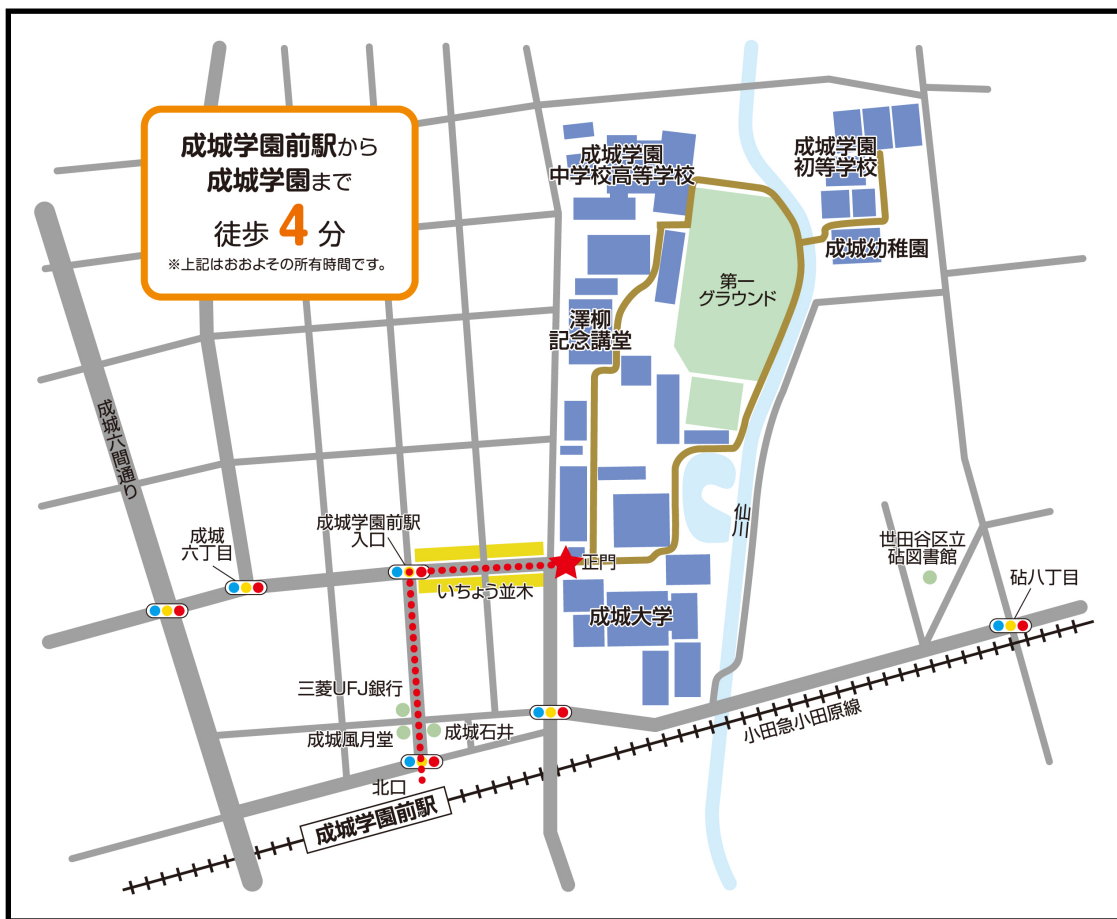 成城学園前駅から
成城学園まで
徒歩 4 分
※上記はおおよその所有時間です。
成城学園
中学校高等学校
成城学園
初等学校
成城幼稚園
第一
グラウンド
澤柳
記念講堂
成城六間通り
成城
六丁目
成城学園前駅
入口
いちょう並木
正門
仙川
世田谷区立
砧図書館
砧八丁目
成城大学
三菱UFJ銀行
成城風月堂
成城石井
北口
成城学園前駅
小田急小田原線